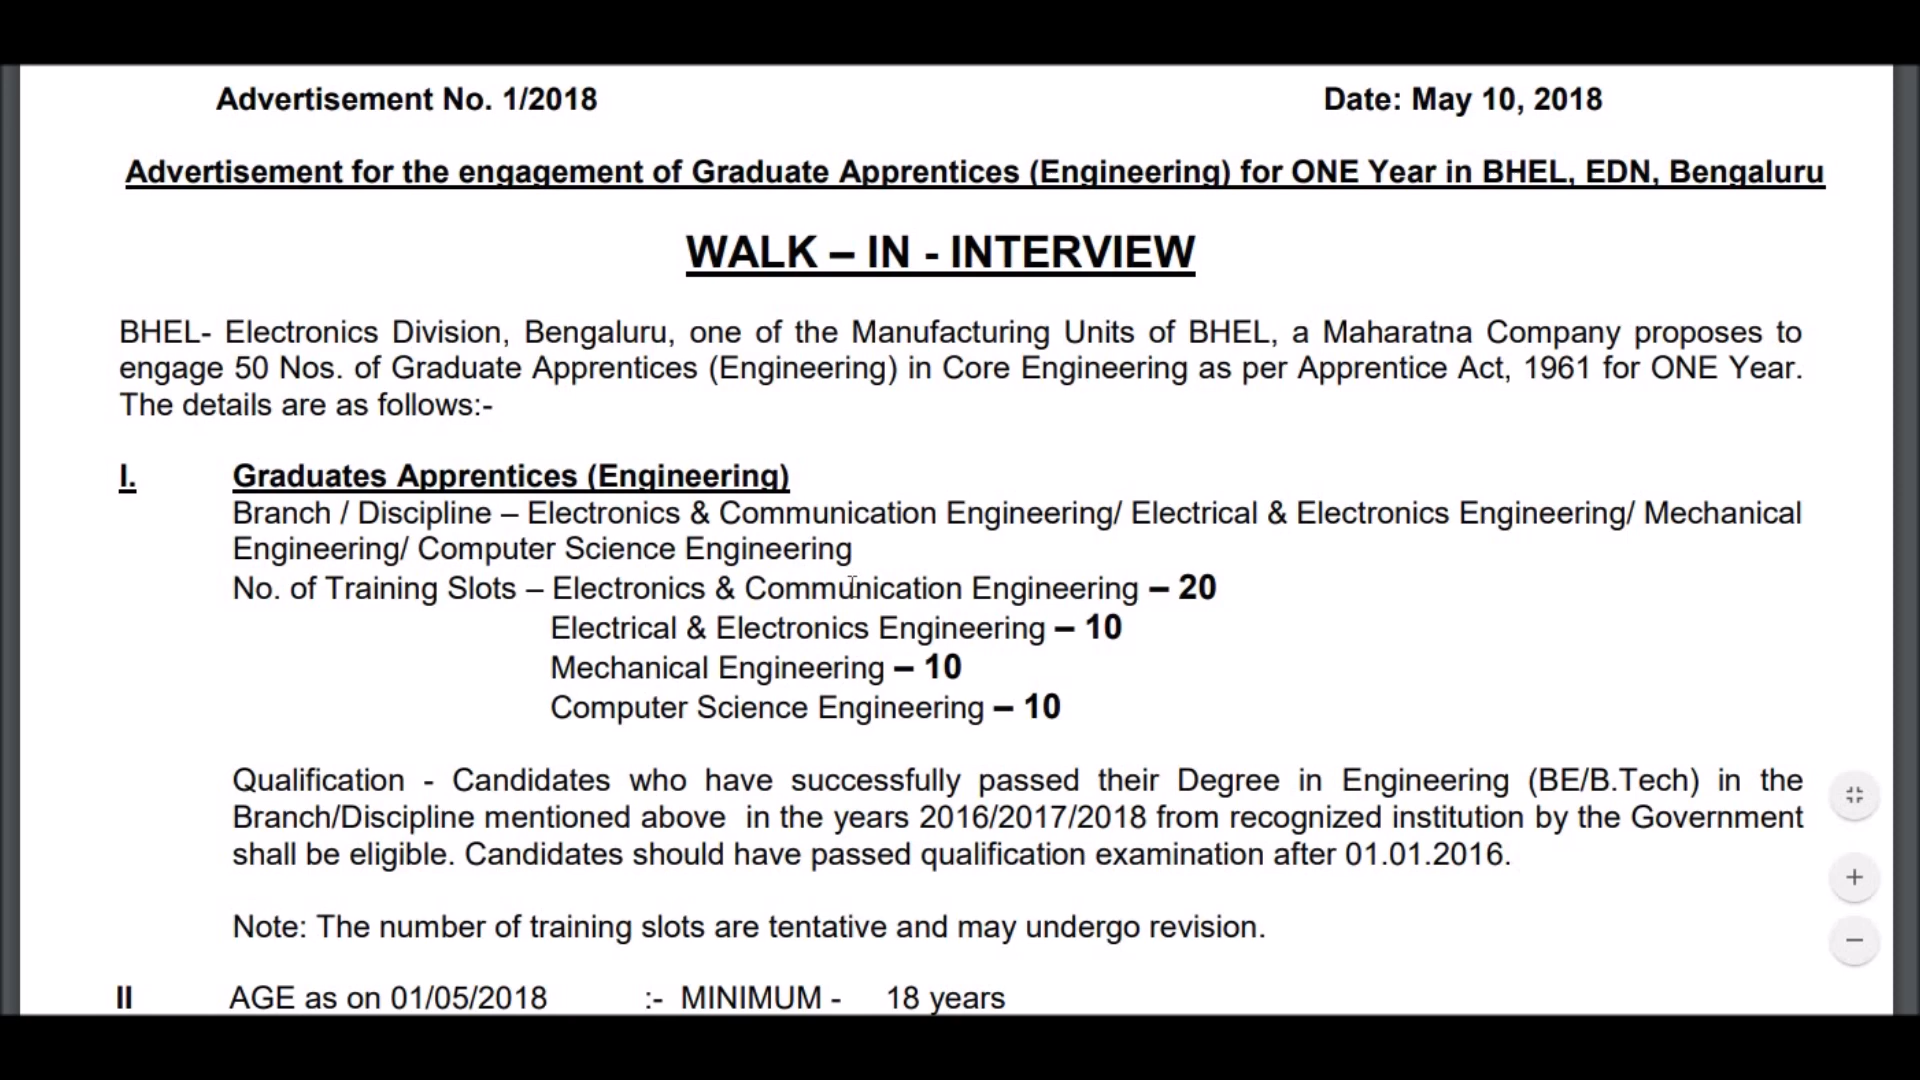 Advertisement No. 1/2018 Date: May 10, 2018
Advertisement for the engagement of Graduate Apprentices (Engineering) for ONE Year in BHEL, EDN, Bengaluru
WALK – IN - INTERVIEW
BHEL- Electronics Division, Bengaluru, one of the Manufacturing Units of BHEL, a Maharatna Company proposes to
engage 50 Nos. of Graduate Apprentices (Engineering) in Core Engineering as per Apprentice Act, 1961 for ONE Year.
The details are as follows:-
I. Graduates Apprentices (Engineering)
Branch / Discipline – Electronics & Communication Engineering/ Electrical & Electronics Engineering/ Mechanical
Engineering/ Computer Science Engineering
No. of Training Slots – Electronics & Communication Engineering – 20
Electrical & Electronics Engineering – 10
Mechanical Engineering – 10
Computer Science Engineering – 10
Qualification - Candidates who have successfully passed their Degree in Engineering (BE/B.Tech) in the
Branch/Discipline mentioned above in the years 2016/2017/2018 from recognized institution by the Government
shall be eligible. Candidates should have passed qualification examination after 01.01.2016.
Note: The number of training slots are tentative and may undergo revision.
II AGE as on 01/05/2018 :- MINIMUM - 18 years